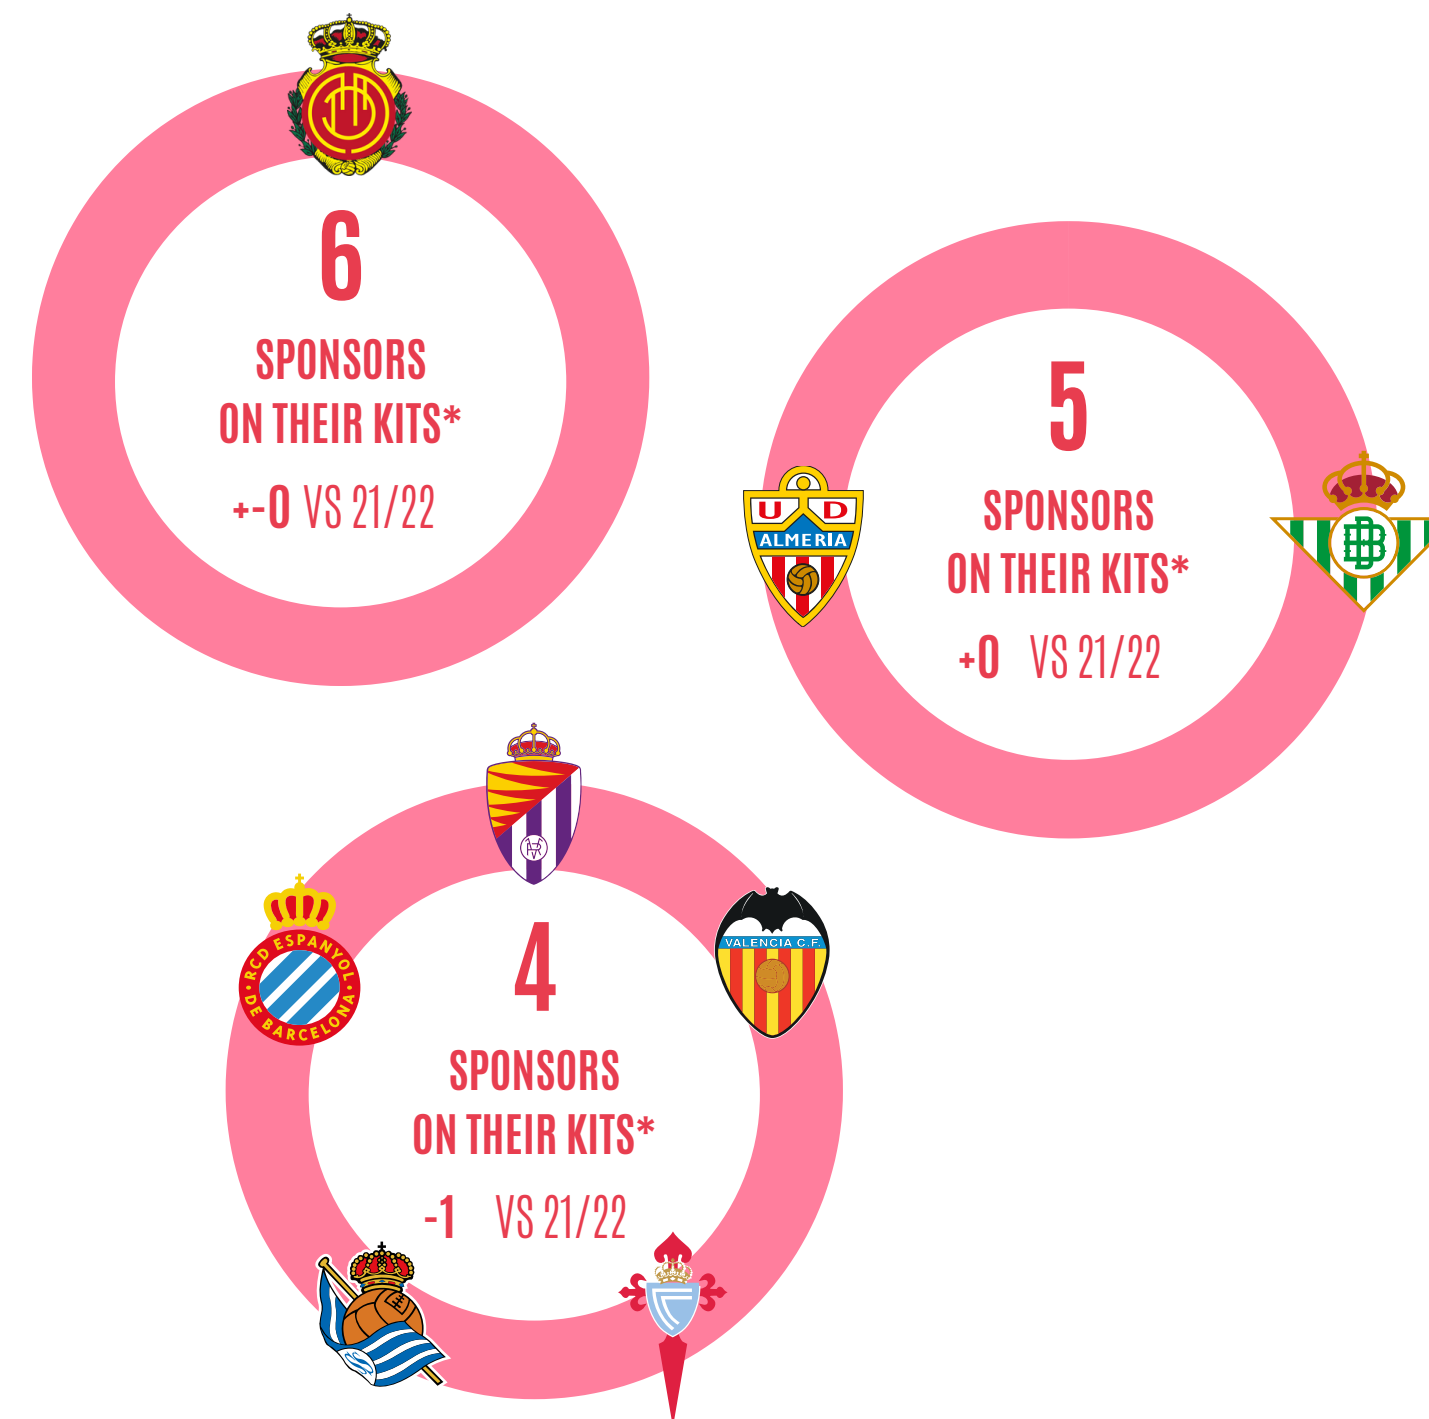 6
SPONSORS
ON THEIR KITS*
+-0 VS 21/22
5
SPONSORS
ON THEIR KITS*
+0 VS 21/22
U D
ALMERIA
4
SPONSORS
ON THEIR KITS*
-1 VS 21/22
RCD ESPANYOL
DE BARCELONA
VALENCIA C.F.